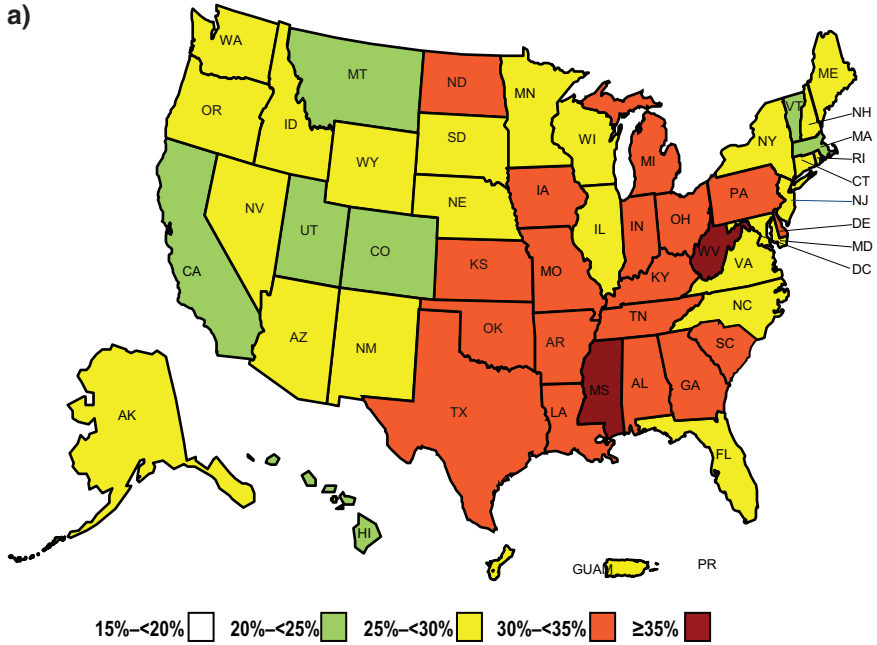 a)
WA
MT
ND
MN
ME
OR
ID
SD
WI
MI
NY
VT
NH
MA
RI
CT
NJ
DE
MD
DC
WY
NE
IA
PA
NV
UT
CO
IL
IN
OH
CA
KS
MO
WV
VA
KY
NC
AZ
NM
OK
AR
TN
SC
TX
LA
MS
AL
GA
AK
FL
HI
GUAM
PR
15%–<20% 20%–<25% 25%–<30% 30%–<35% ≥35%